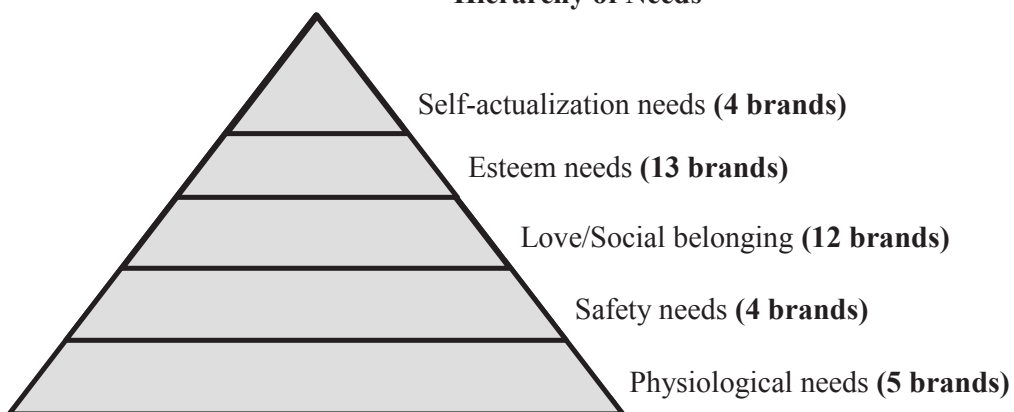 Hierarchy of Needs
Self-actualization needs (4 brands)
Esteem needs (13 brands)
Love/Social belonging (12 brands)
Safety needs (4 brands)
Physiological needs (5 brands)